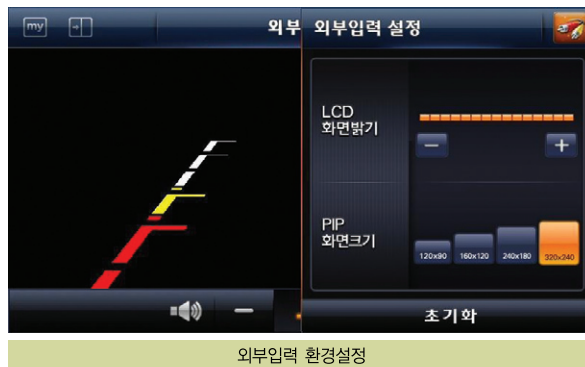 my
외부
외부입력 설정
LCD
화면밝기
PIP
화면크기
120x90 160x120 240x180 320x240
초기화
외부입력 환경설정